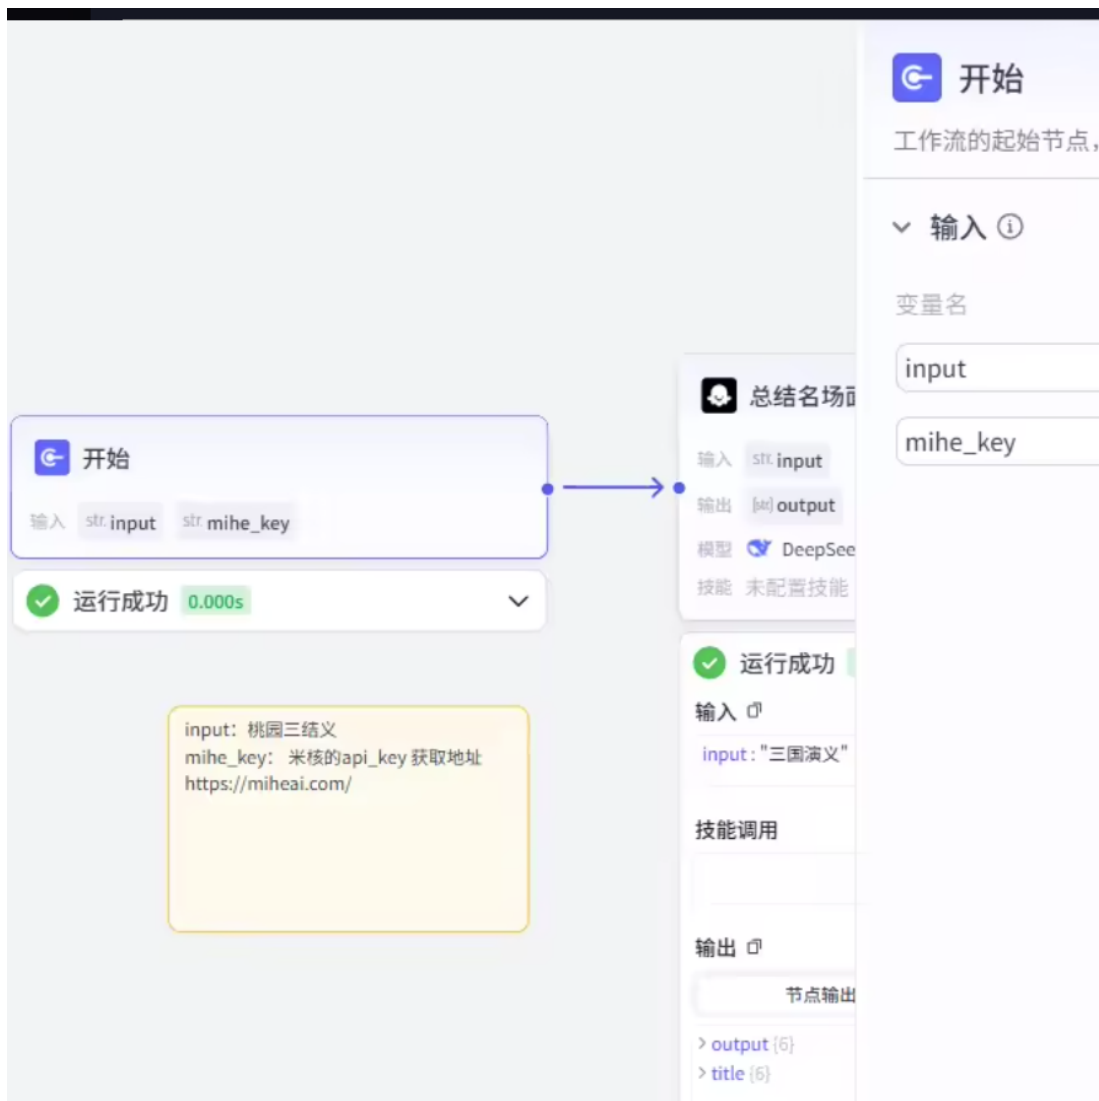 开始
输入 str. input str. mihe_key
运行成功 0.000s
input：桃园三结义
mihe_key： 米核的api_key 获取地址
https://miheai.com/
总结名场
输入 str. input
输出 [str] output
模型 DeepSee
技能 未配置技能
运行成功
输入
input : "三国演义"
技能调用
输出
节点输出
output {6}
title {6}
开始
工作流的起始节点，
输入
变量名
input
mihe_key